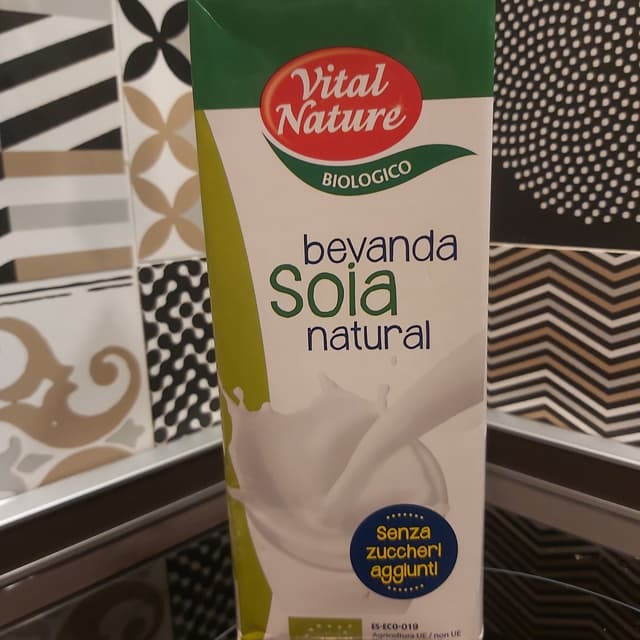 Vital
Nature
BIOLOGICO
bevanda
Soia
natural
Senza
zuccheri
aggiunti
ES-ECO-019
Agricoltura UE / non UE